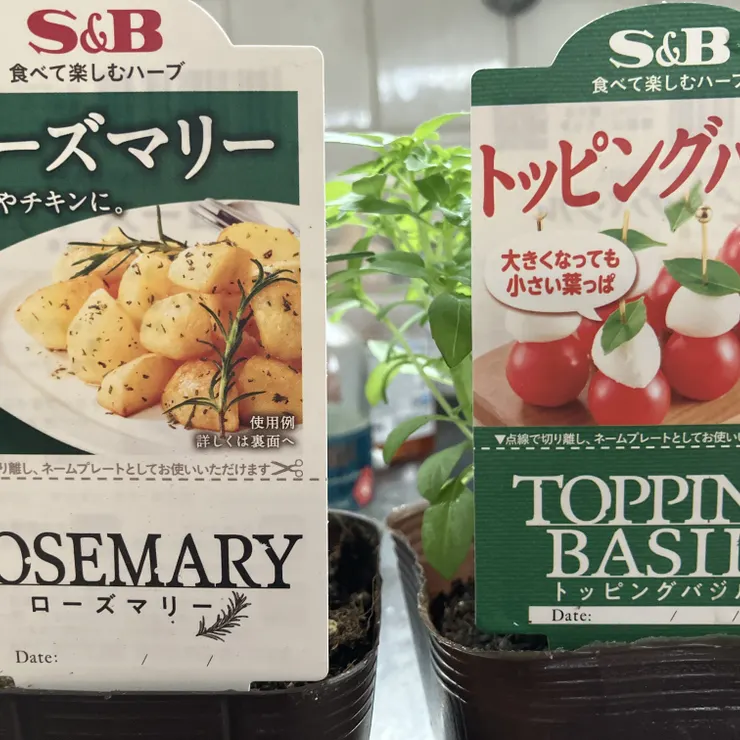 S&B
食べて楽しむハーブ
ーズマリー
やチキンに。
使用例
詳しくは裏面へ
り離し、ネームプレートとしてお使いいただけます
OSEMARY
ローズマリー
Date: / /
S&B
食べて楽しむハーブ
トッピングバ
大きくなっても
小さい葉っぱ
▼点線で切り離し、ネームプレートとしてお使い
TOPPIN
BASI
トッピングバジル
Date: / /